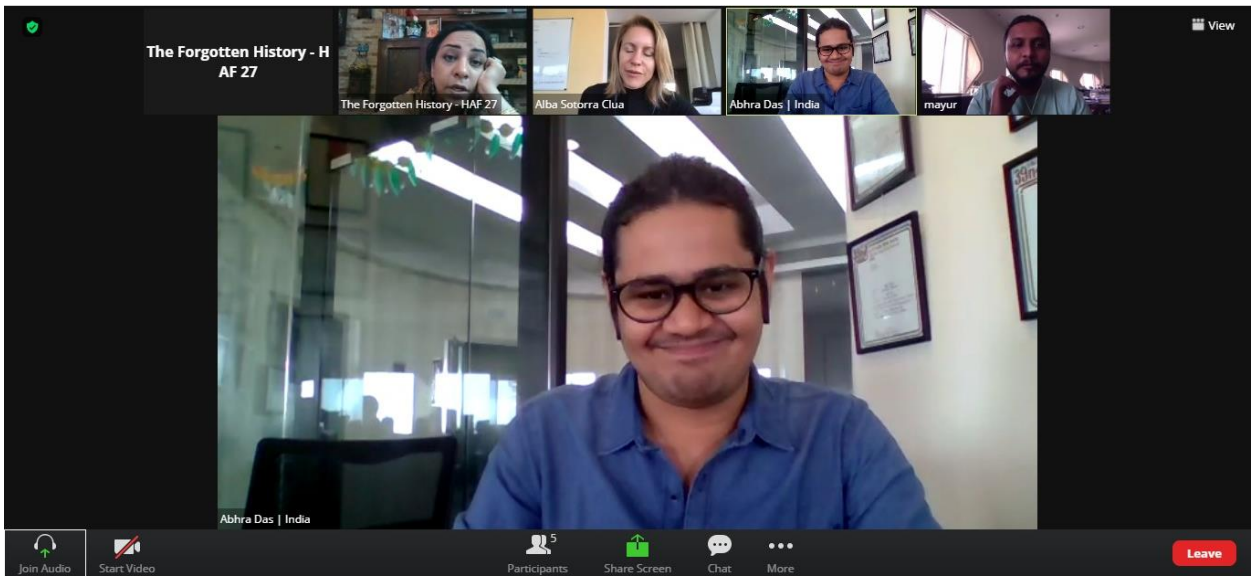 The Forgotten History - H
AF 27
The Forgotten History - HAF 27
Alba Sotorra Clua
Abhra Das | India
mayur
View
Abhra Das | India
Join Audio
Start Video
5
Participants
Share Screen
Chat
More
Leave